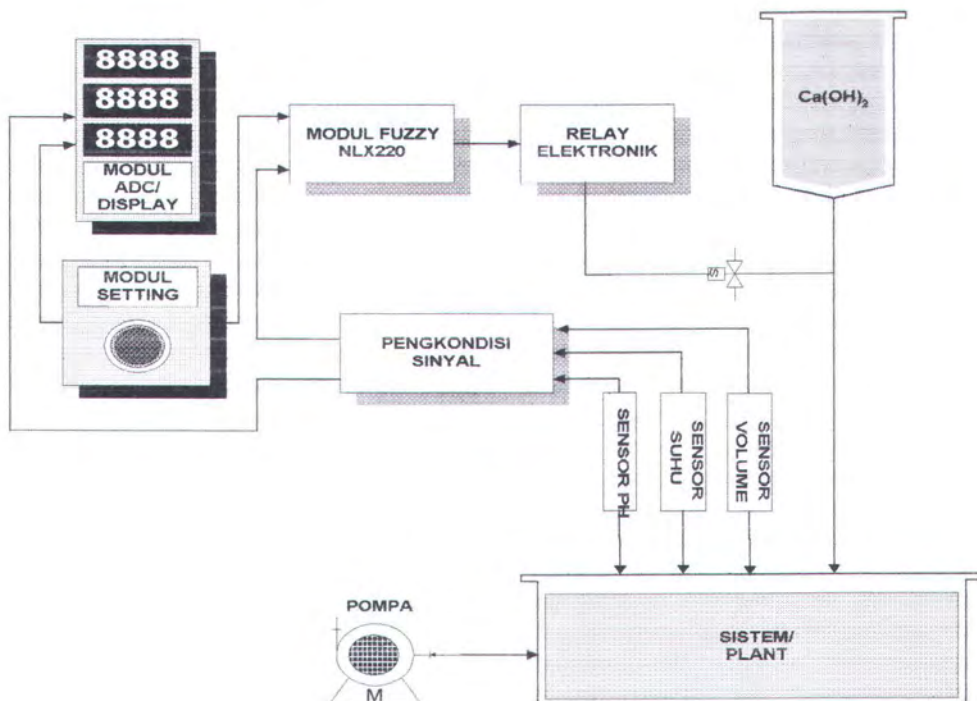 8888
8888
8888
MODUL
ADC/
DISPLAY
MODUL
SETTING
MODUL FUZZY
NLX220
RELAY
ELEKTRONIK
Ca(OH)₂
S
PENGKONDISI
SINYAL
SENSOR PH
SENSOR
SUHU
SENSOR
VOLUME
POMPA
M
SISTEM/
PLANT